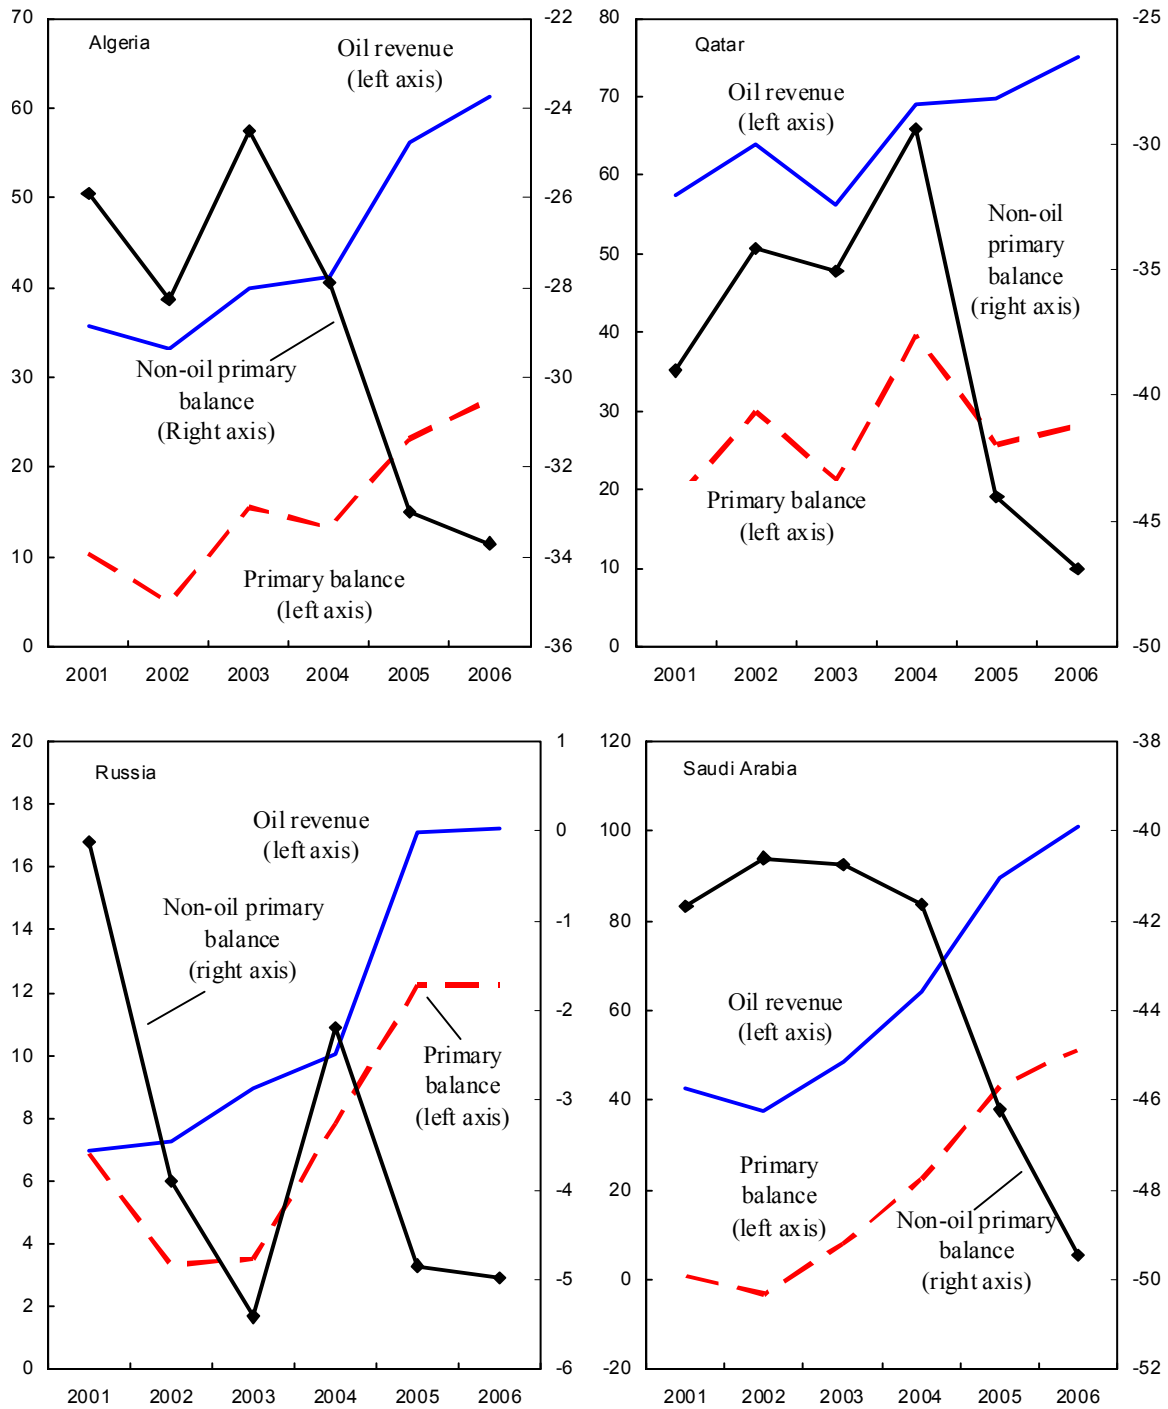 Algeria
Oil revenue
(left axis)
Non-oil primary
balance
(Right axis)
Primary balance
(left axis)
70
60
50
40
30
20
10
0
-22
-24
-26
-28
-30
-32
-34
-36
2001 2002 2003 2004 2005 2006
Qatar
Oil revenue
(left axis)
Non-oil
primary
balance
(right axis)
Primary balance
(left axis)
80
70
60
50
40
30
20
10
0
-25
-30
-35
-40
-45
-50
2001 2002 2003 2004 2005 2006
Russia
Oil revenue
(left axis)
Non-oil primary
balance
(right axis)
Primary
balance
(left axis)
20
18
16
14
12
10
8
6
4
2
0
1
0
-1
-2
-3
-4
-5
-6
2001 2002 2003 2004 2005 2006
Saudi Arabia
Oil revenue
(left axis)
Primary
balance
(left axis)
Non-oil primary
balance
(right axis)
120
100
80
60
40
20
0
-20
-38
-40
-42
-44
-46
-48
-50
-52
2001 2002 2003 2004 2005 2006